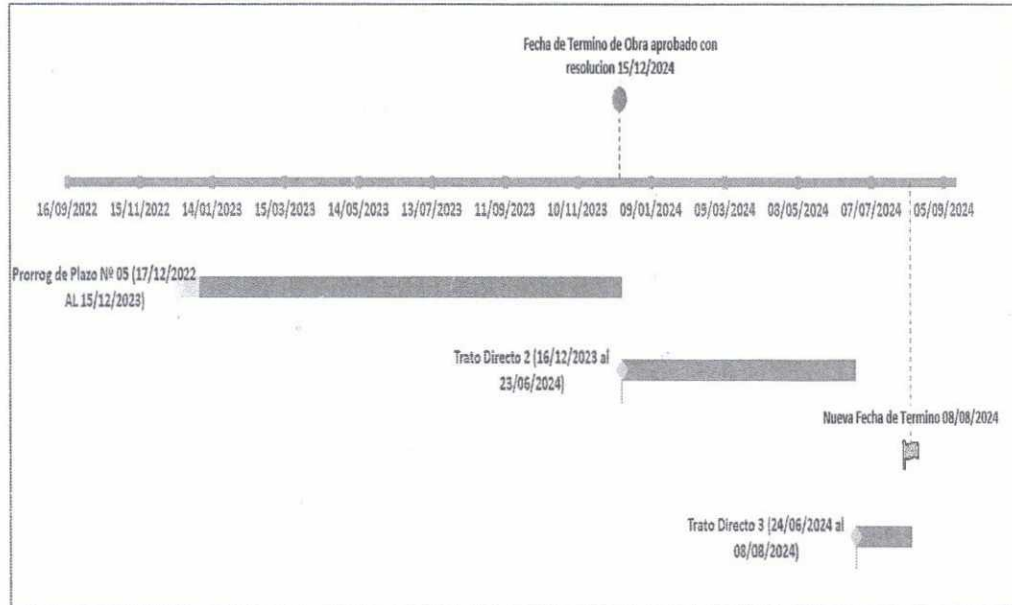 Fecha de Termino de Obra aprobado con
resolucion 15/12/2024
16/09/2022 15/11/2022 14/01/2023 15/03/2023 14/05/2023 13/07/2023 11/09/2023 10/11/2023 09/01/2024 09/03/2024 08/05/2024 07/07/2024 05/09/2024
Prorrog de Plazo Nº 05 (17/12/2022
AL 15/12/2023)
Trato Directo 2 (16/12/2023 al
23/06/2024)
Nueva Fecha de Termino 08/08/2024
Trato Directo 3 (24/06/2024 al
08/08/2024)